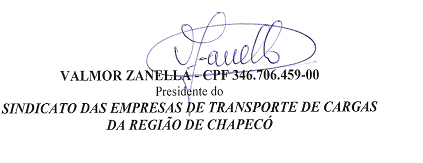 VALMOR ZANELLA - CPF 346.706.459-00
Presidente do
SINDICATO DAS EMPRESAS DE TRANSPORTE DE CARGAS
DA REGIÃO DE CHAPECÓ